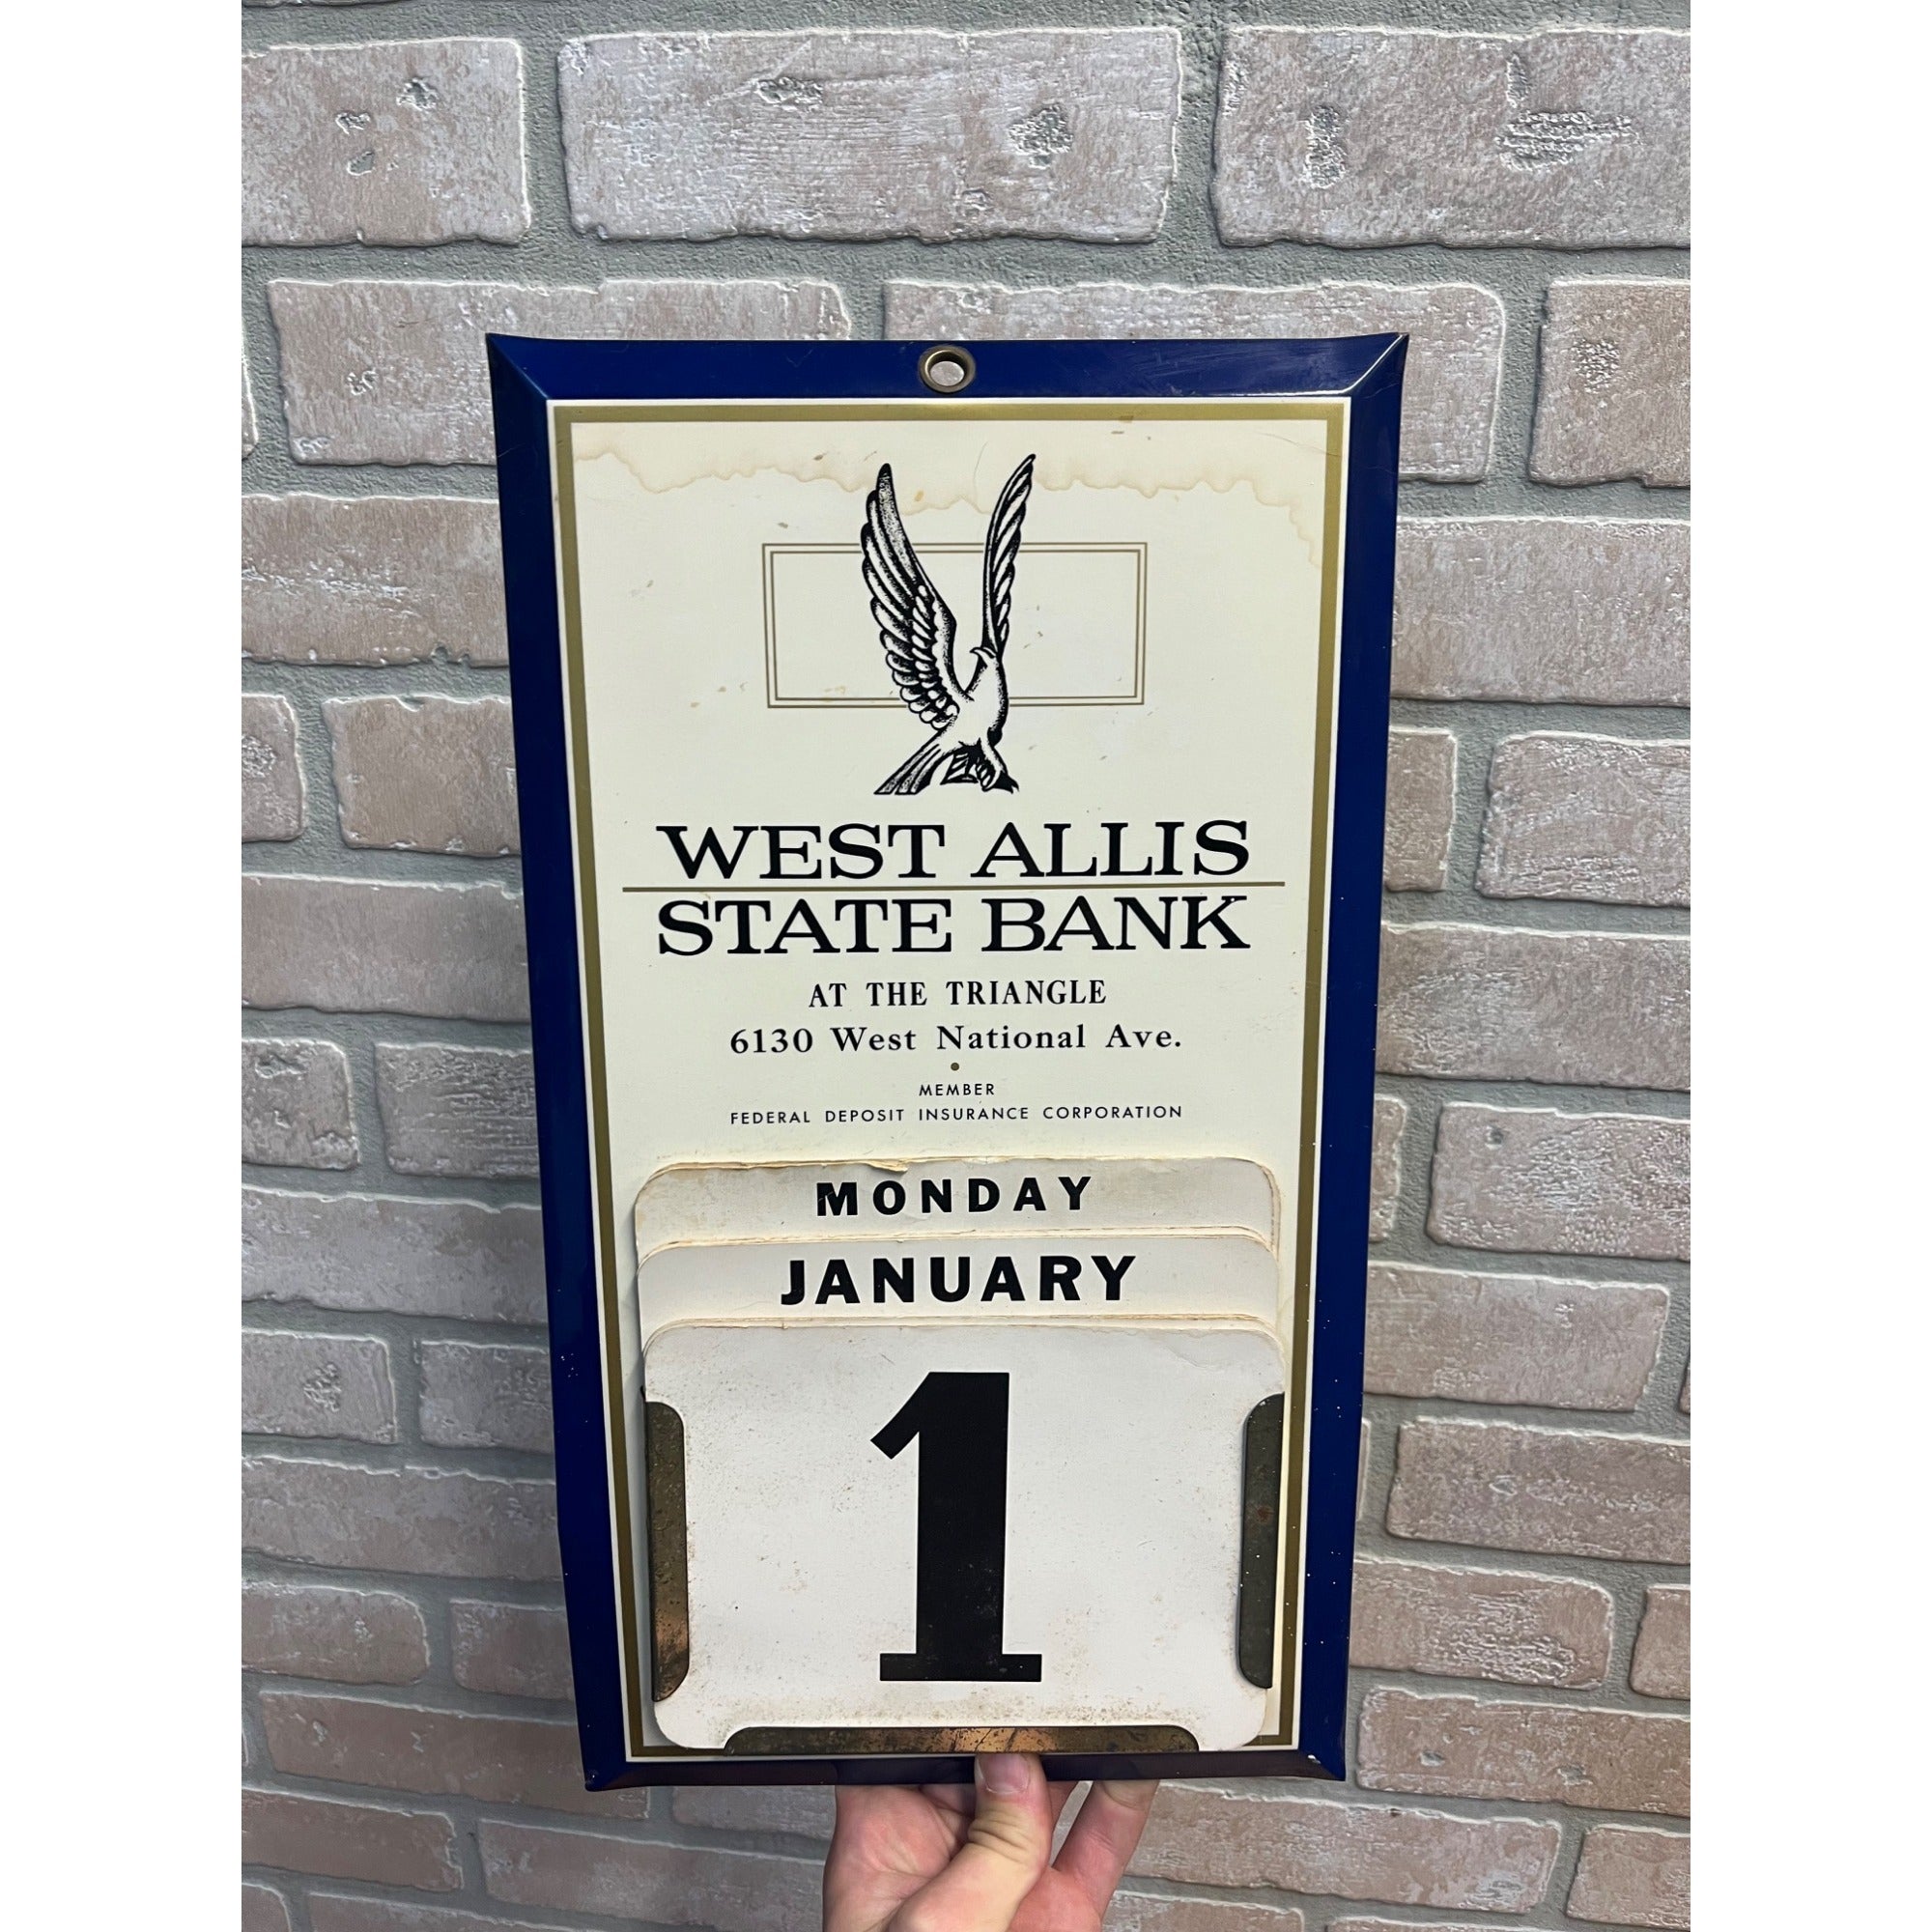 WEST ALLIS
STATE BANK
AT THE TRIANGLE
6130 West National Ave.
MEMBER
FEDERAL DEPOSIT INSURANCE CORPORATION
MONDAY
JANUARY
1